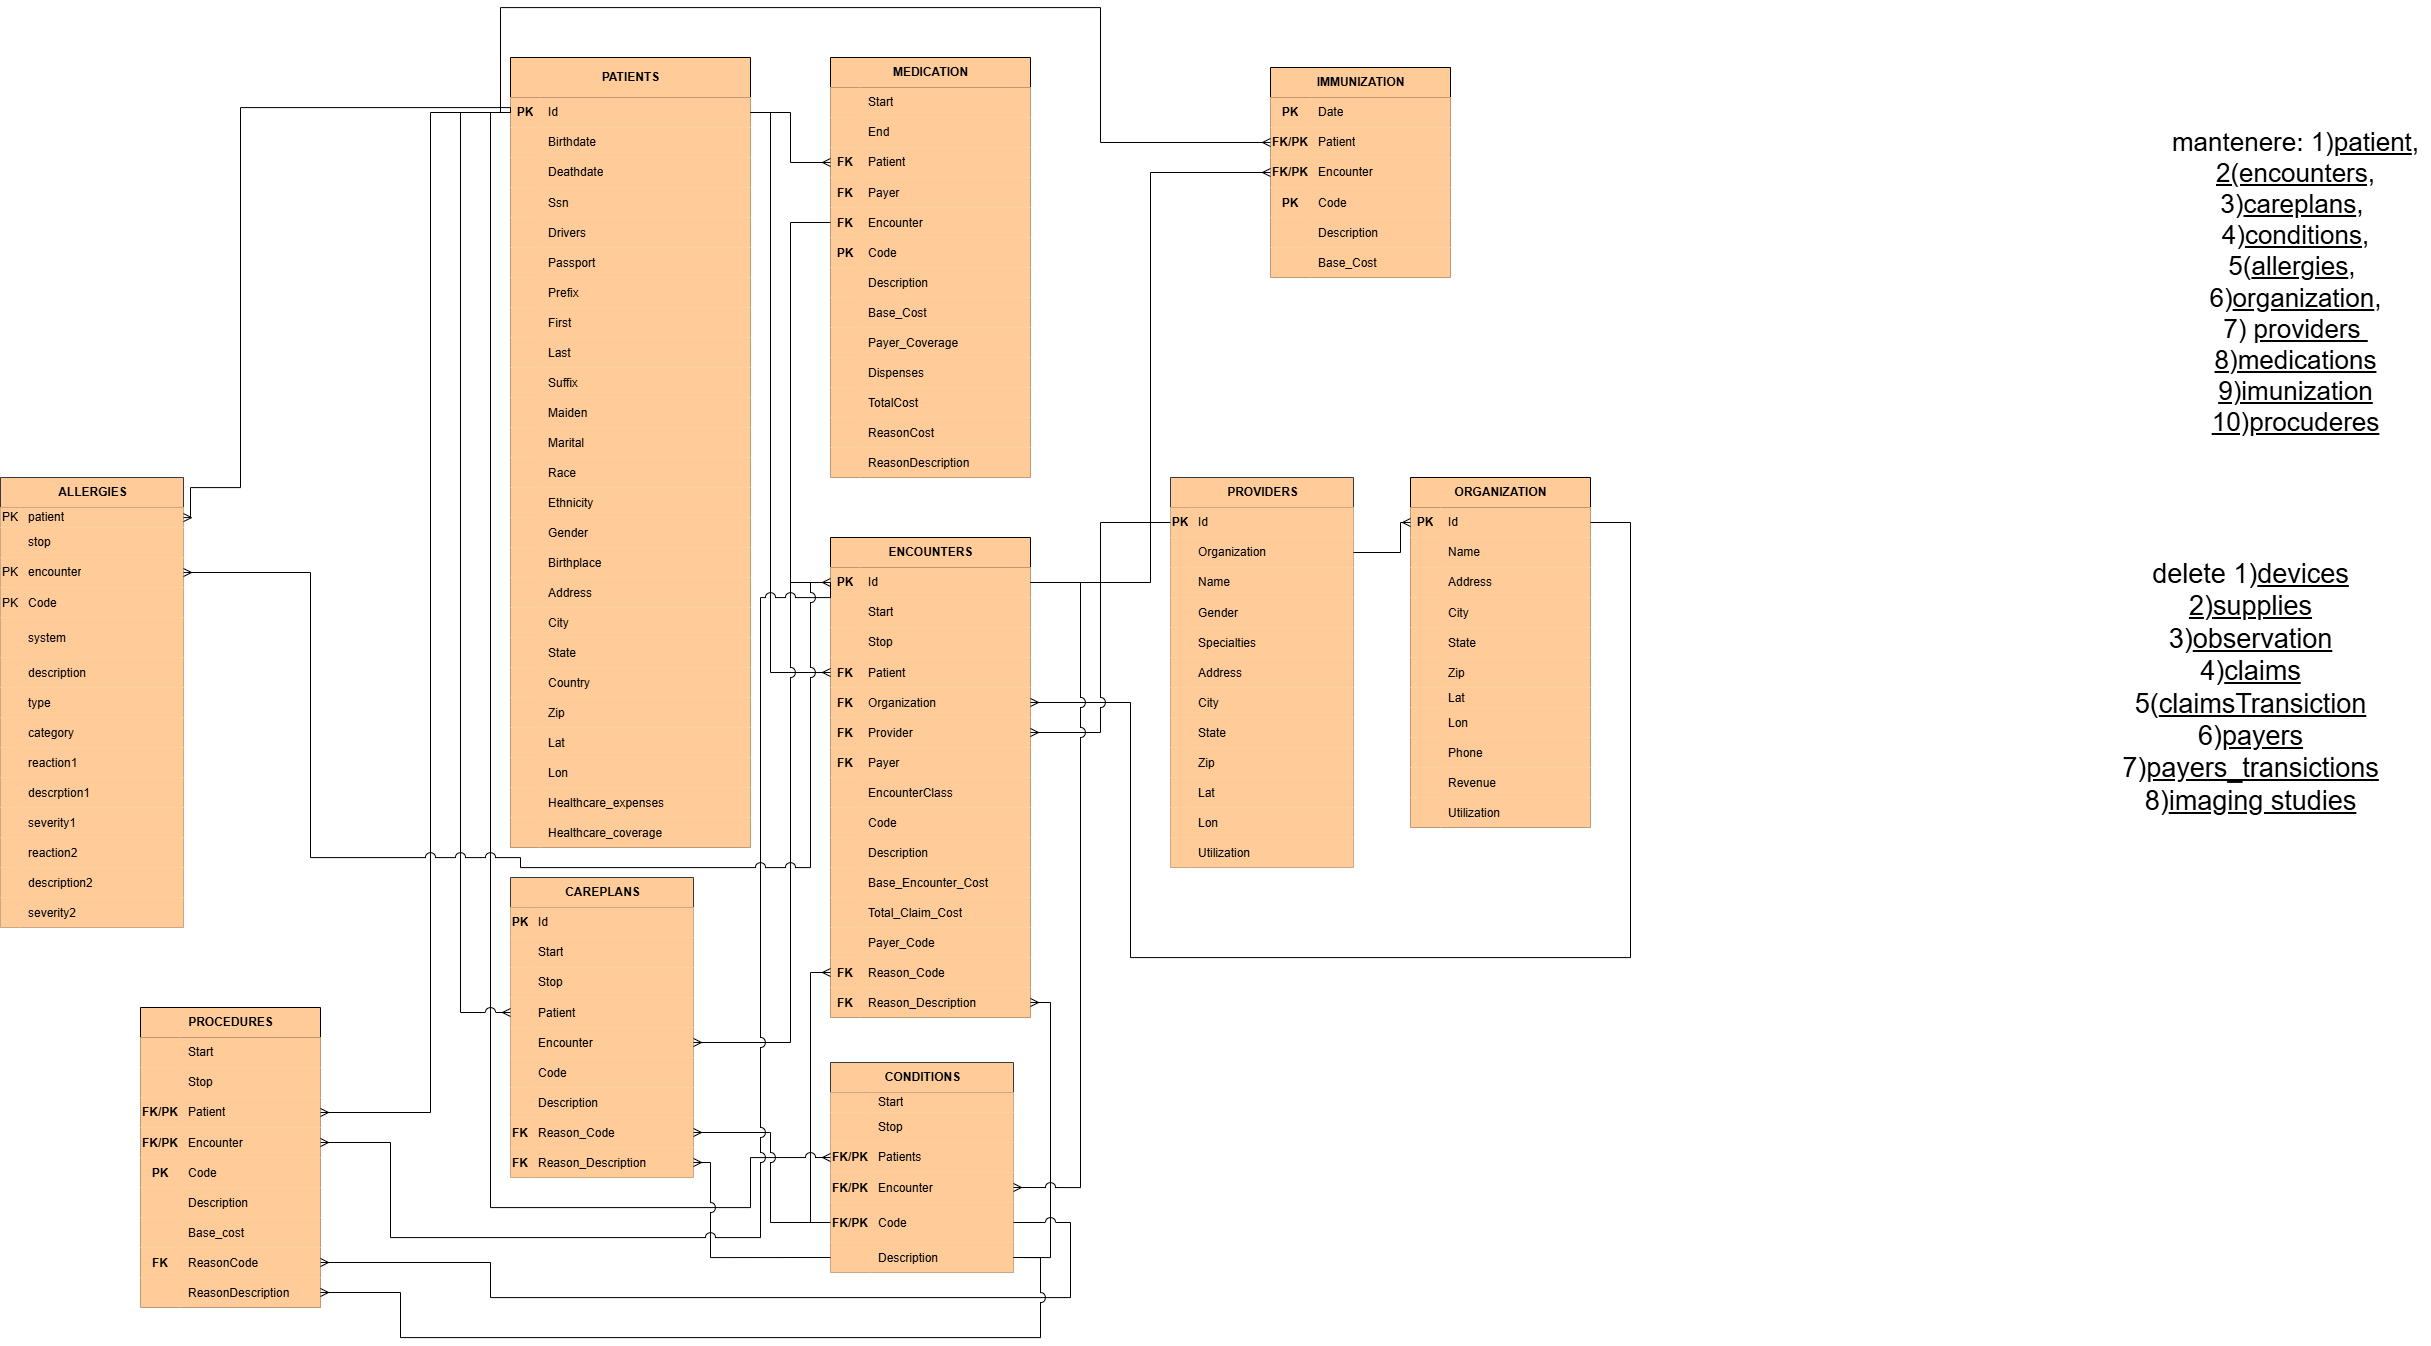 PATIENTS
PK Id
Birthdate
Deathdate
Ssn
Drivers
Passport
Prefix
First
Last
Suffix
Maiden
Marital
Race
Ethnicity
Gender
Birthplace
Address
City
State
Country
Zip
Lat
Lon
Healthcare_expenses
Healthcare_coverage
MEDICATION
Start
End
FK Patient
FK Payer
FK Encounter
PK Code
Description
Base_Cost
Payer_Coverage
Dispenses
TotalCost
ReasonCost
ReasonDescription
IMMUNIZATION
PK Date
FK/PK Patient
FK/PK Encounter
PK Code
Description
Base_Cost
mantenere: 1)patient,
2(encounters,
3)careplans,
4)conditions,
5(allergies,
6)organization,
7) providers
8)medications
9)imunization
10)procuderes
ALLERGIES
PK patient
stop
PK encounter
PK Code
system
description
type
category
reaction1
descrption1
severity1
reaction2
description2
severity2
ENCOUNTERS
PK Id
Start
Stop
FK Patient
FK Organization
FK Provider
FK Payer
EncounterClass
Code
Description
Base_Encounter_Cost
Total_Claim_Cost
Payer_Code
FK Reason_Code
FK Reason_Description
PROVIDERS
PK Id
Organization
Name
Gender
Specialties
Address
City
State
Zip
Lat
Lon
Utilization
ORGANIZATION
PK Id
Name
Address
City
State
Zip
Lat
Lon
Phone
Revenue
Utilization
delete 1)devices
2)supplies
3)observation
4)claims
5(claimsTransiction
6)payers
7)payers_transictions
8)imaging studies
CAREPLANS
PK Id
Start
Stop
Patient
Encounter
Code
Description
FK Reason_Code
FK Reason_Description
PROCEDURES
Start
Stop
FK/PK Patient
FK/PK Encounter
PK Code
Description
Base_cost
FK ReasonCode
ReasonDescription
CONDITIONS
Start
Stop
FK/PK Patients
FK/PK Encounter
FK/PK Code
Description